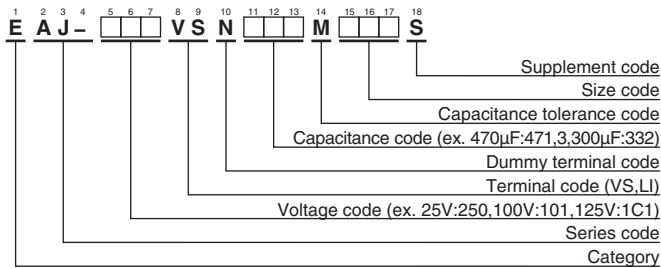 1 2 3 4 5 6 7 8 9 10 11 12 13 14 15 16 17 18
E A J – □□□ V S N □□□ M □□□ S
Supplement code
Size code
Capacitance tolerance code
Capacitance code (ex. 470µF:471,3,300µF:332)
Dummy terminal code
Terminal code (VS,LI)
Voltage code (ex. 25V:250,100V:101,125V:1C1)
Series code
Category